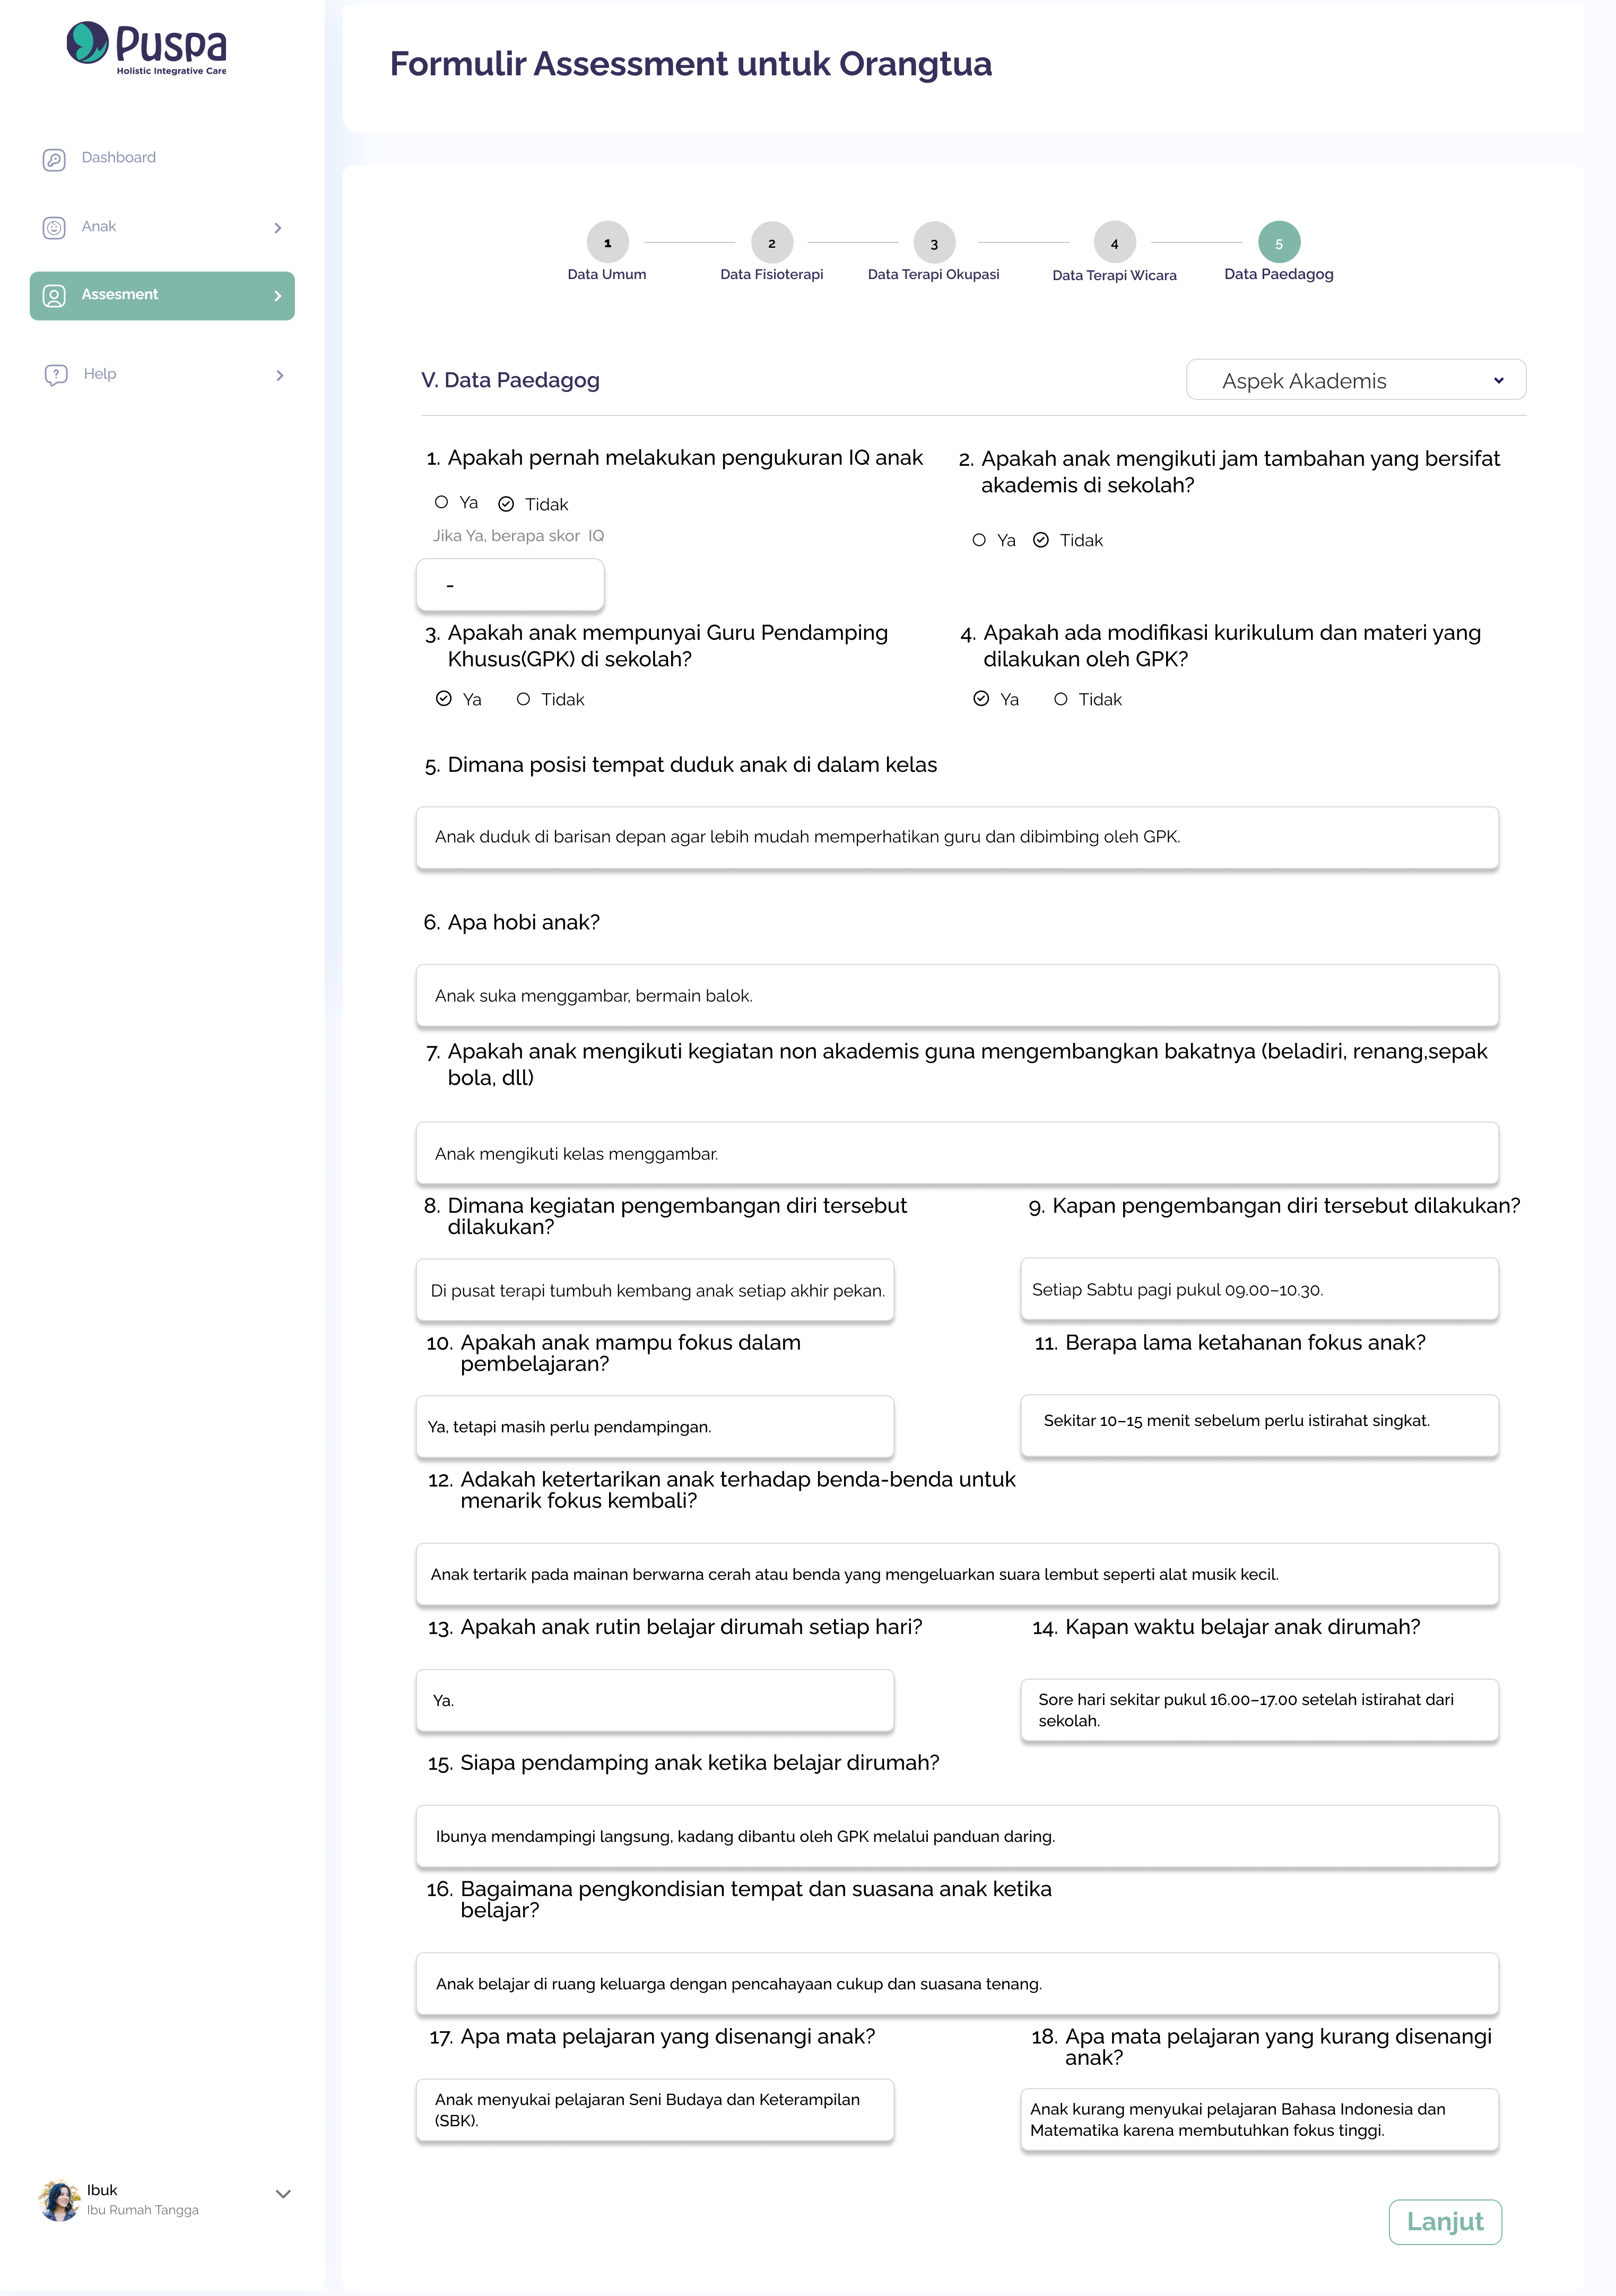 Puspa
Holistic Integrative Care
Dashboard
Anak
Assesment
Help
Ibuk
Ibu Rumah Tangga
Formulir Assessment untuk Orangtua
1
2
3
4
5
Data Umum
Data Fisioterapi
Data Terapi Okupasi
Data Terapi Wicara
Data Paedagog
V. Data Paedagog
Aspek Akademis
1. Apakah pernah melakukan pengukuran IQ anak
Ya Tidak
Jika Ya, berapa skor IQ
-
2. Apakah anak mengikuti jam tambahan yang bersifat
akademis di sekolah?
Ya Tidak
3. Apakah anak mempunyai Guru Pendamping
Khusus(GPK) di sekolah?
Ya Tidak
4. Apakah ada modifikasi kurikulum dan materi yang
dilakukan oleh GPK?
Ya Tidak
5. Dimana posisi tempat duduk anak di dalam kelas
Anak duduk di barisan depan agar lebih mudah memperhatikan guru dan dibimbing oleh GPK.
6. Apa hobi anak?
Anak suka menggambar, bermain balok.
7. Apakah anak mengikuti kegiatan non akademis guna mengembangkan bakatnya (beladiri, renang,sepak
bola, dll)
Anak mengikuti kelas menggambar.
8. Dimana kegiatan pengembangan diri tersebut
dilakukan?
Di pusat terapi tumbuh kembang anak setiap akhir pekan.
9. Kapan pengembangan diri tersebut dilakukan?
Setiap Sabtu pagi pukul 09.00–10.30.
10. Apakah anak mampu fokus dalam
pembelajaran?
Ya, tetapi masih perlu pendampingan.
11. Berapa lama ketahanan fokus anak?
Sekitar 10–15 menit sebelum perlu istirahat singkat.
12. Adakah ketertarikan anak terhadap benda-benda untuk
menarik fokus kembali?
Anak tertarik pada mainan berwarna cerah atau benda yang mengeluarkan suara lembut seperti alat musik kecil.
13. Apakah anak rutin belajar dirumah setiap hari?
Ya.
14. Kapan waktu belajar anak dirumah?
Sore hari sekitar pukul 16.00–17.00 setelah istirahat dari
sekolah.
15. Siapa pendamping anak ketika belajar dirumah?
Ibunya mendampingi langsung, kadang dibantu oleh GPK melalui panduan daring.
16. Bagaimana pengkondisian tempat dan suasana anak ketika
belajar?
Anak belajar di ruang keluarga dengan pencahayaan cukup dan suasana tenang.
17. Apa mata pelajaran yang disenangi anak?
Anak menyukai pelajaran Seni Budaya dan Keterampilan
(SBK).
18. Apa mata pelajaran yang kurang disenangi
anak?
Anak kurang menyukai pelajaran Bahasa Indonesia dan
Matematika karena membutuhkan fokus tinggi.
Lanjut